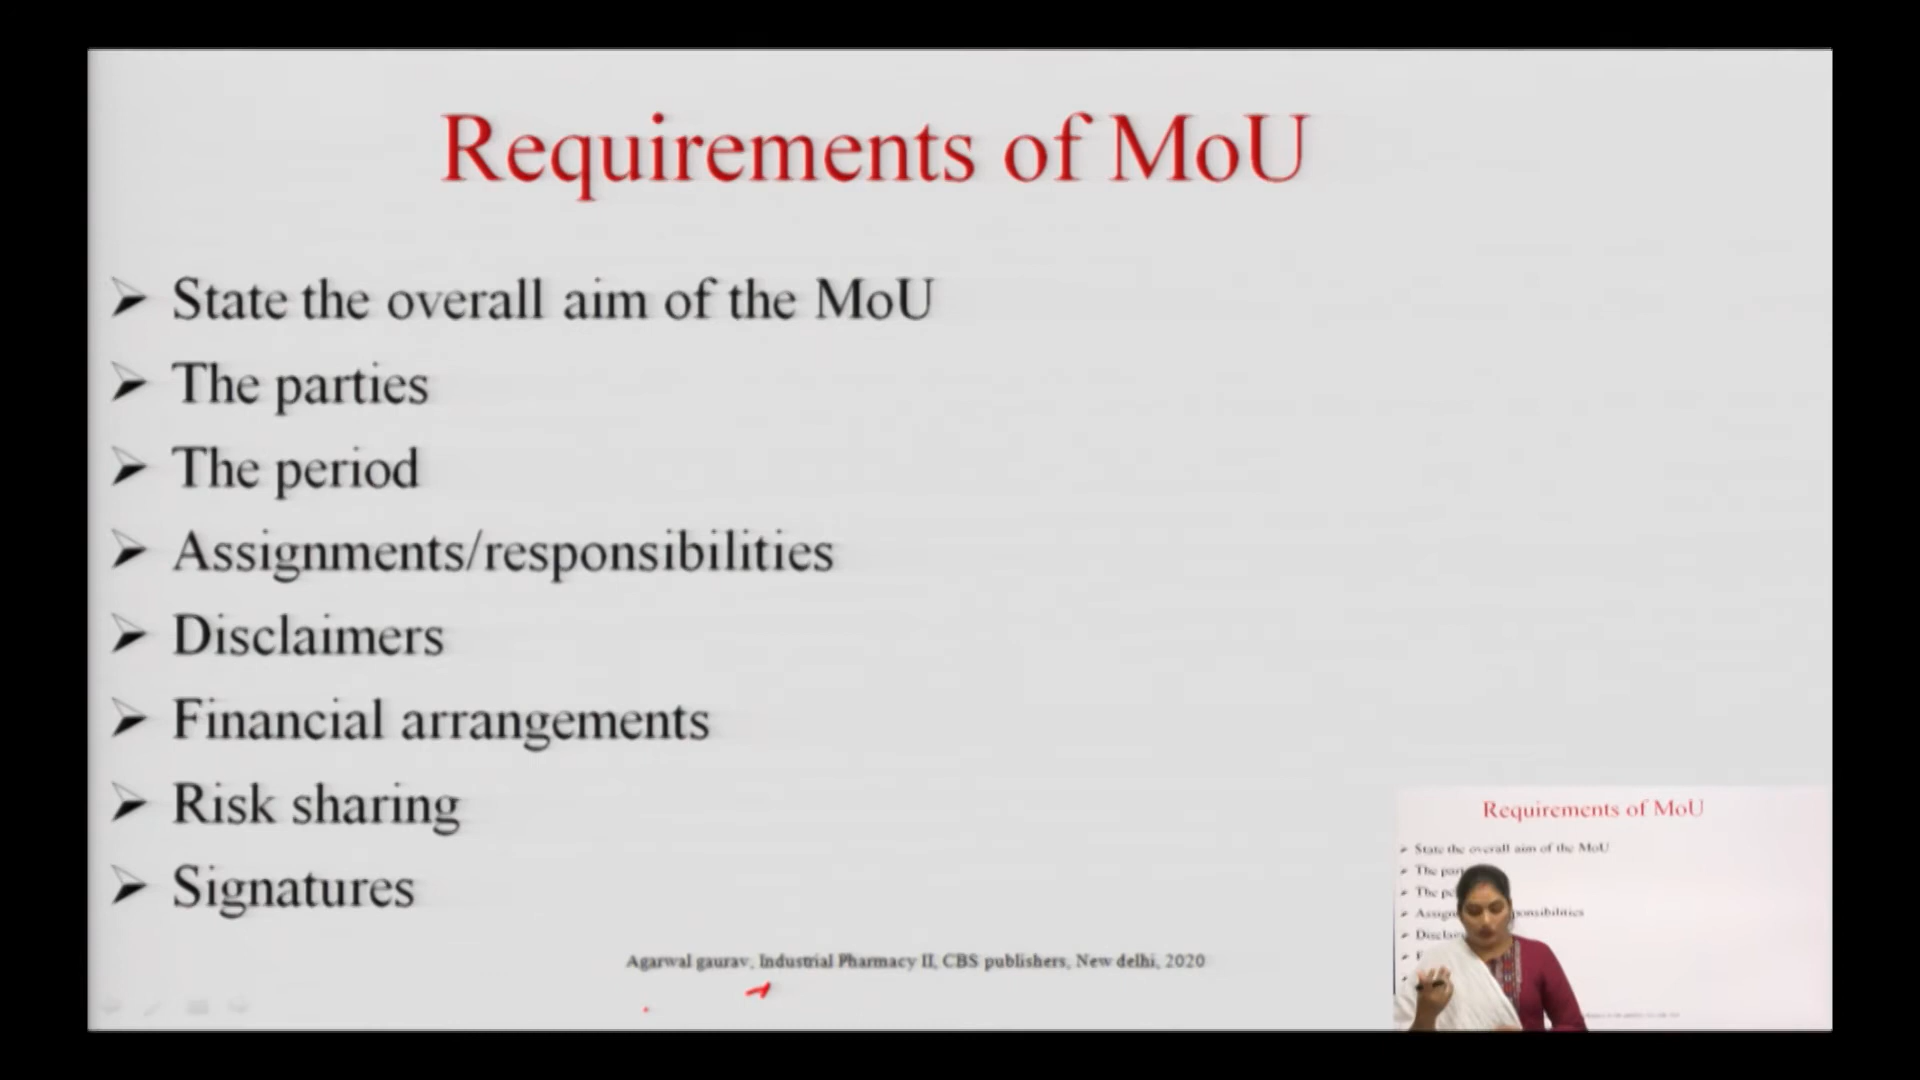 Requirements of MoU
State the overall aim of the MoU
The parties
The period
Assignments/responsibilities
Disclaimers
Financial arrangements
Risk sharing
Signatures
Agarwal gaurav, Industrial Pharmacy II, CBS publishers, New delhi, 2020
Requirements of MoU
State the overall aim of the MoU
The
The